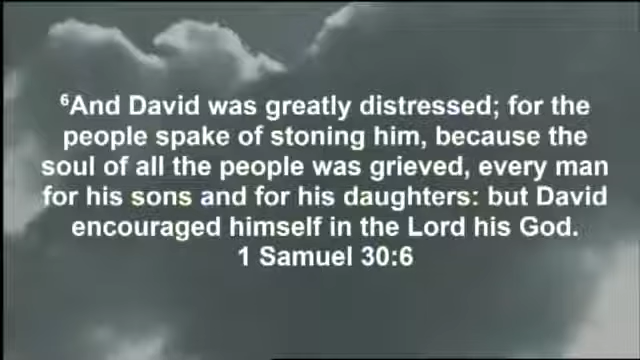 ⁶And David was greatly distressed; for the
people spake of stoning him, because the
soul of all the people was grieved, every man
for his sons and for his daughters: but David
encouraged himself in the Lord his God.
1 Samuel 30:6